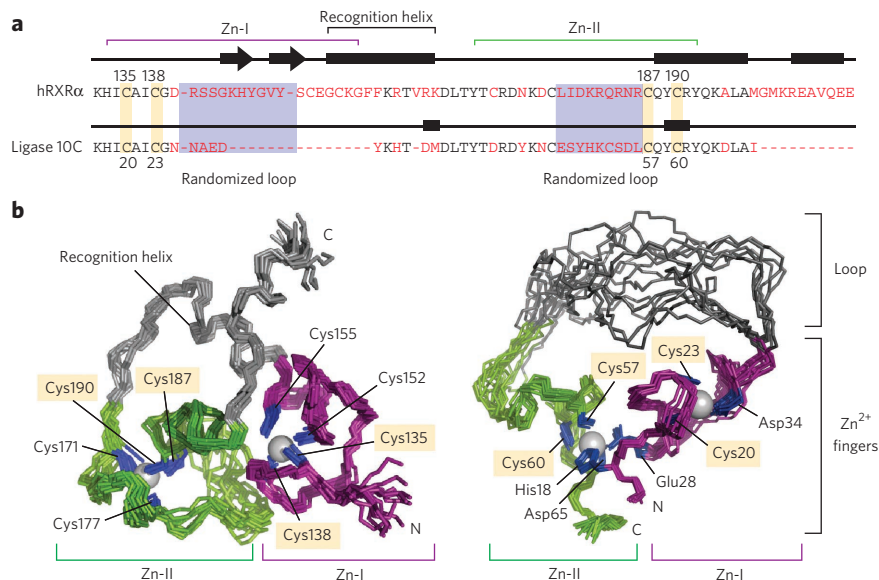 a
Zn-I
Recognition helix
Zn-II
135 138
187 190
hRXRα KHICAICGD-RSSGKHYGVY-SCEGCKGFFKRTVRKDLTYTCRDNKDCLIDKRQRNRCQYCRYQKALAMGMKREAVQEE
Ligase 10C KHICAICGNNAED----------------YKHT-DMDLTYTDRDYKNCESYHKCSDLCQYCRYQKDLAI----------
20 23
57 60
Randomized loop
Randomized loop
b
Recognition helix
C
Cys155
Cys190
Cys187
Cys152
Cys171
Cys135
Cys177
Cys138
N
Zn-II
Zn-I
Loop
Cys23
Cys57
Asp34
Zn2+
fingers
Cys60
Cys20
His18
Glu28
Asp65
N
C
Zn-II
Zn-I